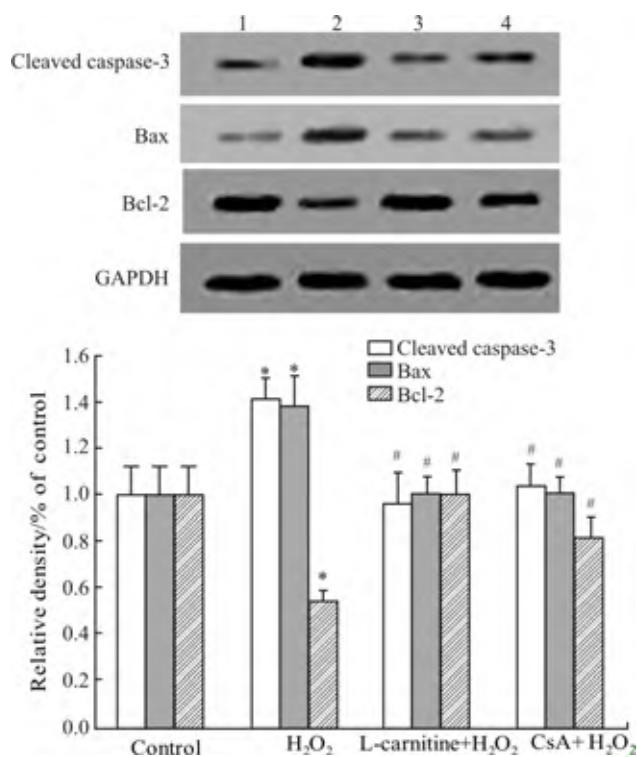 1 2 3 4
Cleaved caspase-3
Bax
Bcl-2
GAPDH
Relative density/% of control
1.6
1.4
1.2
1.0
0.8
0.6
0.4
0.2
0.0
Cleaved caspase-3
Bax
Bcl-2
* * *
# # #
# # #
Control H₂O₂ L-carnitine+H₂O₂ CsA+H₂O₂